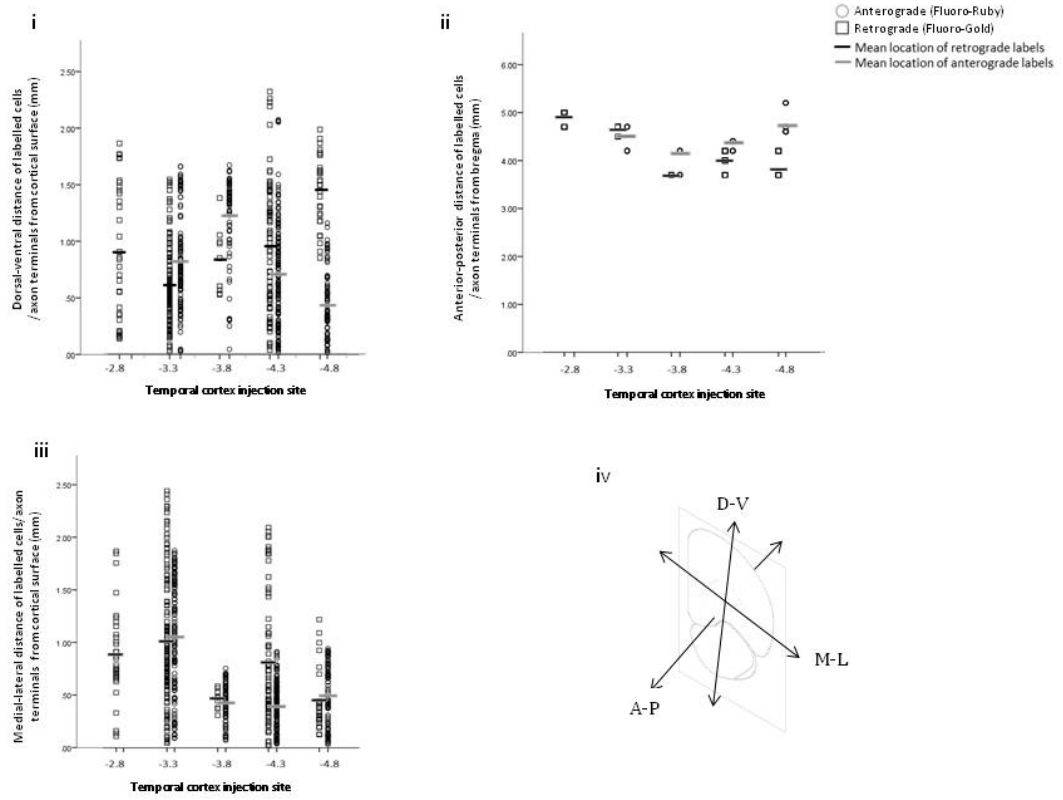 i
Dorsal-ventral distance of labelled cells
/axon terminals from cortical surface (mm)
2.50
2.00
1.50
1.00
.50
.00
-2.8 -3.3 -3.8 -4.3 -4.8
Temporal cortex injection site
ii
Anterior-posterior distance of labelled cells
/axon terminals from bregma (mm)
6.00
5.00
4.00
3.00
2.00
1.00
.00
-2.8 -3.3 -3.8 -4.3 -4.8
Temporal cortex injection site
Anterograde (Fluoro-Ruby)
Retrograde (Fluoro-Gold)
Mean location of retrograde labels
Mean location of anterograde labels
iii
Medial-lateral distance of labelled cells/axon
terminals from cortical surface (mm)
2.50
2.00
1.50
1.00
.50
.00
-2.8 -3.3 -3.8 -4.3 -4.8
Temporal cortex injection site
iv
D-V
M-L
A-P